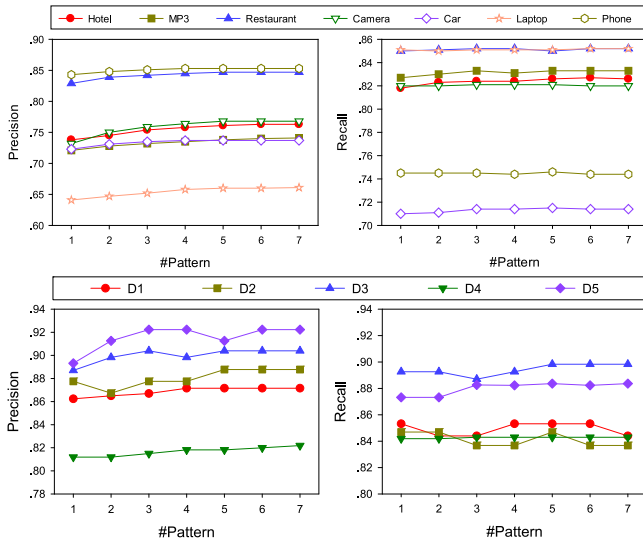 Hotel MP3 Restaurant Camera Car Laptop Phone
.90 .86
.85 .84
.80 .82
.75 .80
.70 .78
.65 .76
.60 .74
.72
.70
Precision
Recall
1 2 3 4 5 6 7 1 2 3 4 5 6 7
#Pattern #Pattern
D1 D2 D3 D4 D5
.94 .94
.92 .92
.90 .90
.88 .88
.86 .86
.84 .84
.82 .82
.80 .80
.78
Precision
Recall
1 2 3 4 5 6 7 1 2 3 4 5 6 7
#Pattern #Pattern